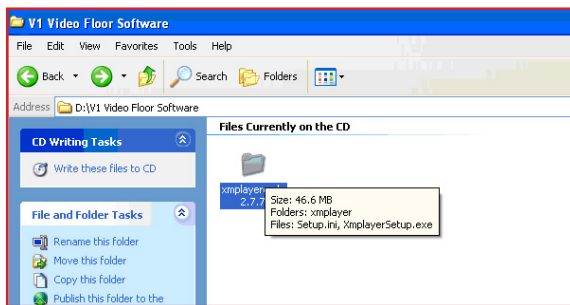 V1 Video Floor Software
File Edit View Favorites Tools Help
Back Search Folders
Address D:\V1 Video Floor Software
CD Writing Tasks
Write these files to CD
File and Folder Tasks
Rename this folder
Move this folder
Copy this folder
Publish this folder to the
Files Currently on the CD
2.7.7
Size: 46.6 MB
Folders: xmplayer
Files: Setup.ini, XmplayerSetup.exe